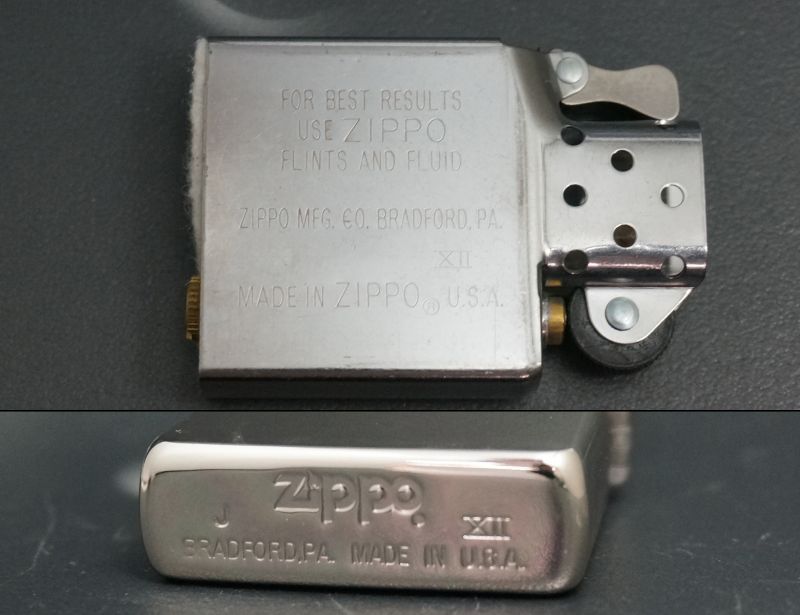 FOR BEST RESULTS
USE ZIPPO
FLINTS AND FLUID
ZIPPO MFG. CO. BRADFORD, PA.
XII
MADE IN ZIPPO® U.S.A.
Zippo
J XII
BRADFORD, PA. MADE IN U.S.A.